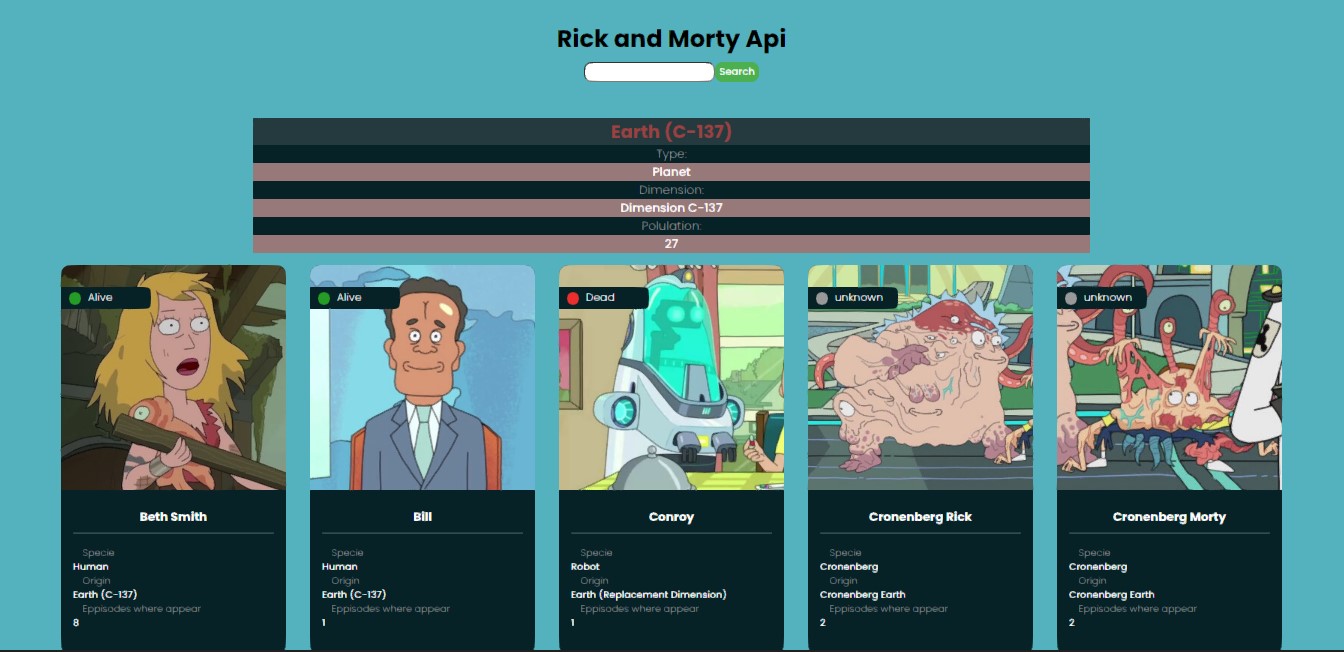 Rick and Morty Api
Search
Earth (C-137)
Type:
Planet
Dimension:
Dimension C-137
Polulation:
27
Alive
Beth Smith
Specie
Human
Origin
Earth (C-137)
Eppisodes where appear
8
Alive
Bill
Specie
Human
Origin
Earth (C-137)
Eppisodes where appear
1
Dead
Conroy
Specie
Robot
Origin
Earth (Replacement Dimension)
Eppisodes where appear
1
unknown
Cronenberg Rick
Specie
Cronenberg
Origin
Cronenberg Earth
Eppisodes where appear
2
unknown
Cronenberg Morty
Specie
Cronenberg
Origin
Cronenberg Earth
Eppisodes where appear
2